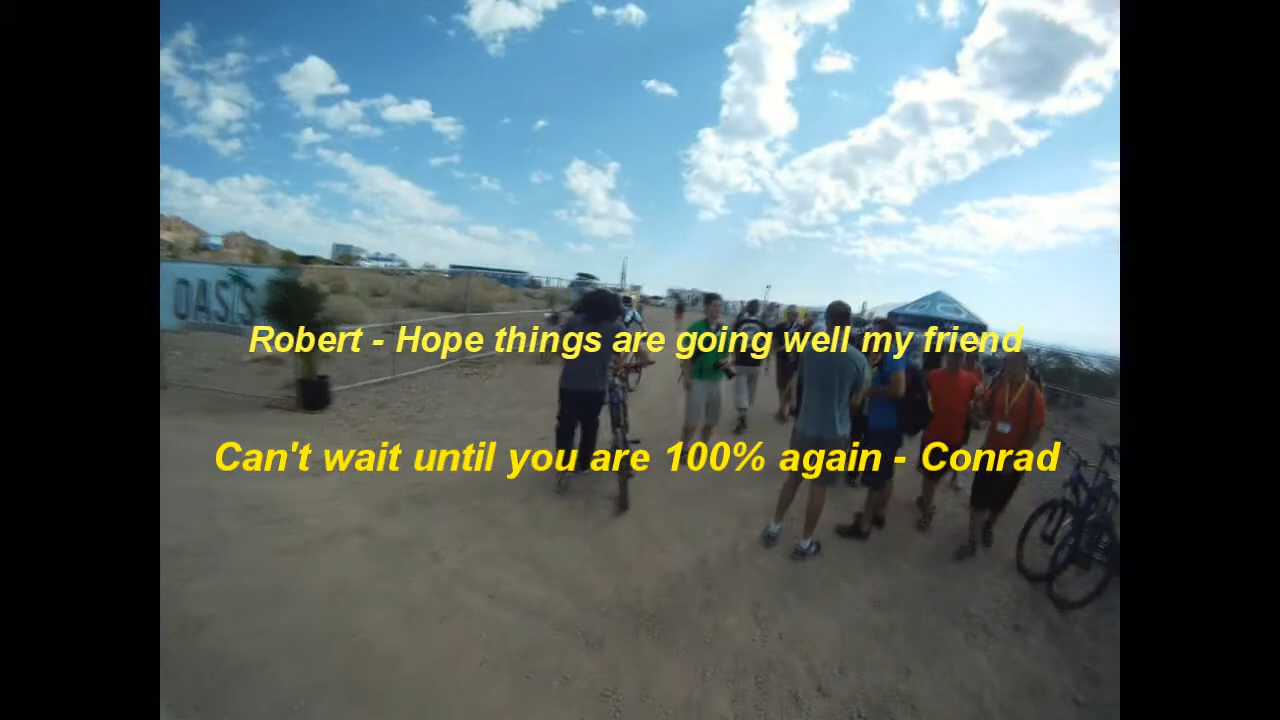 OASIS
Robert - Hope things are going well my friend
Can't wait until you are 100% again - Conrad